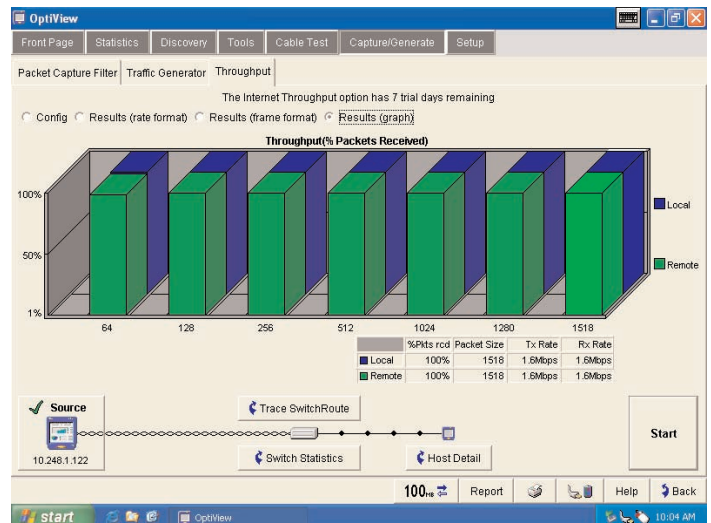 OptiView
Front Page Statistics Discovery Tools Cable Test Capture/Generate Setup
Packet Capture Filter Traffic Generator Throughput
The Internet Throughput option has 7 trial days remaining
Config Results (rate format) Results (frame format) Results (graph)
Throughput(% Packets Received)
100%
50%
1%
64 128 256 512 1024 1280 1518
Local
Remote
%Pkts rcd Packet Size Tx Rate Rx Rate
Local 100% 1518 1.6Mbps 1.6Mbps
Remote 100% 1518 1.6Mbps 1.6Mbps
Source
10.248.1.122
Trace SwitchRoute
Switch Statistics
Host Detail
Start
100 HB Report Help Back
start OptiView 10:04 AM